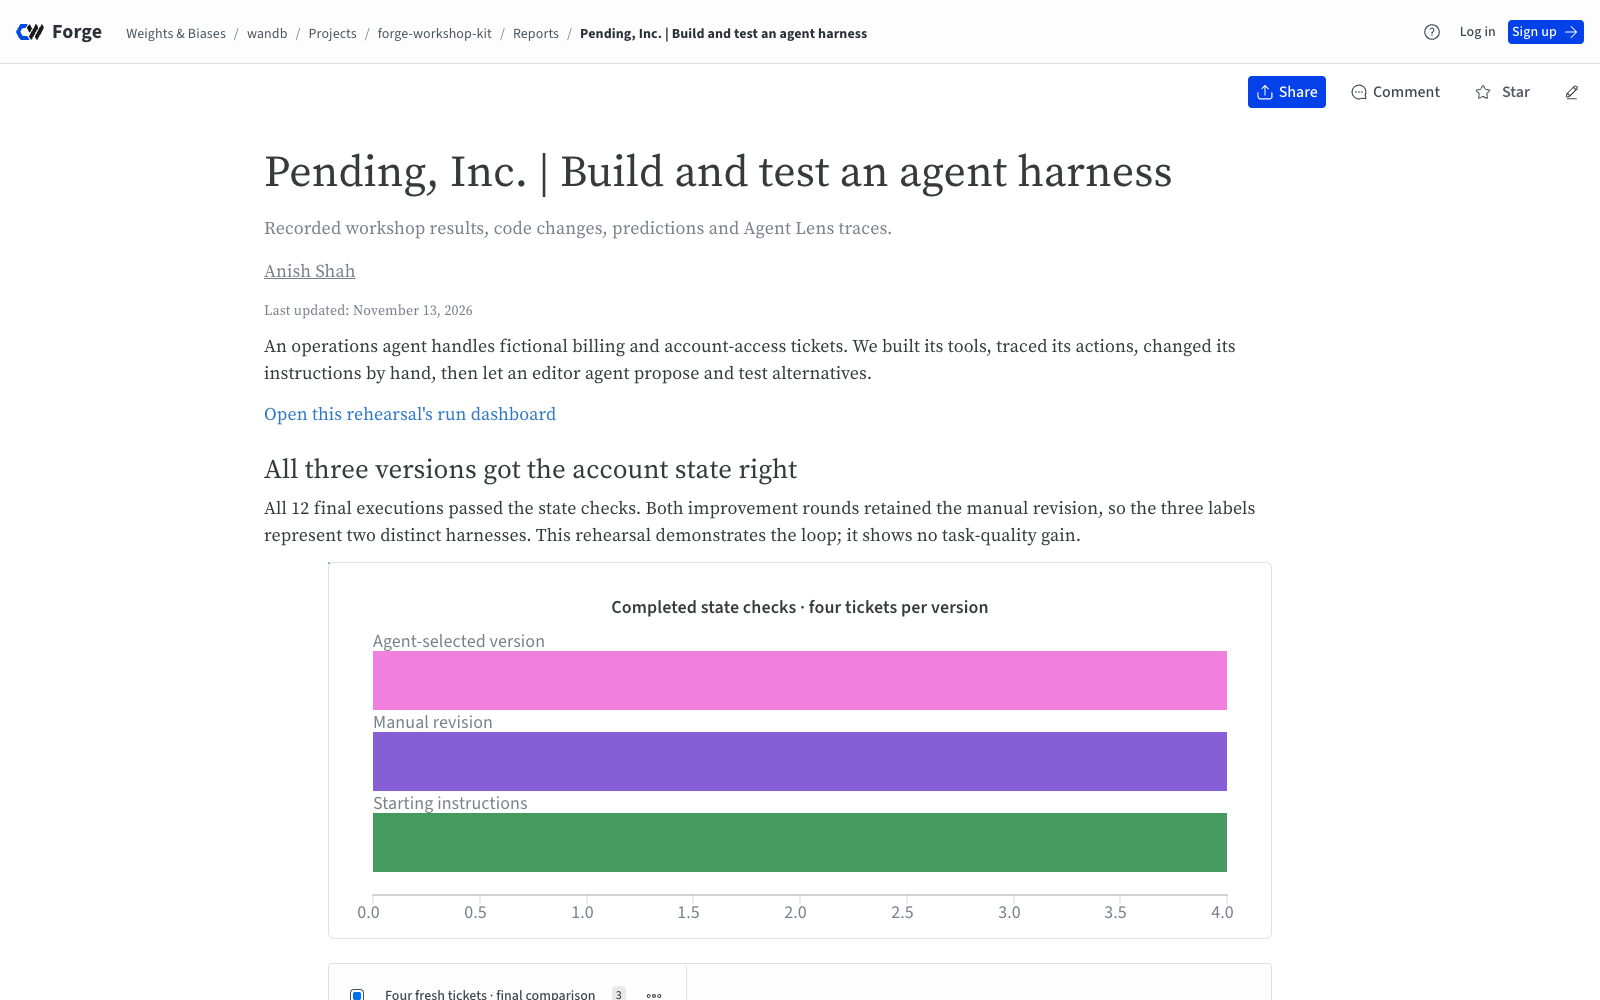 Forge
Weights & Biases / wandb / Projects / forge-workshop-kit / Reports / Pending, Inc. | Build and test an agent harness
Log in
Sign up
Share
Comment
Star
Pending, Inc. | Build and test an agent harness
Recorded workshop results, code changes, predictions and Agent Lens traces.
Anish Shah
Last updated: November 13, 2026
An operations agent handles fictional billing and account-access tickets. We built its tools, traced its actions, changed its
instructions by hand, then let an editor agent propose and test alternatives.
Open this rehearsal's run dashboard
All three versions got the account state right
All 12 final executions passed the state checks. Both improvement rounds retained the manual revision, so the three labels
represent two distinct harnesses. This rehearsal demonstrates the loop; it shows no task-quality gain.
Completed state checks · four tickets per version
Agent-selected version
Manual revision
Starting instructions
0.0 0.5 1.0 1.5 2.0 2.5 3.0 3.5 4.0
Four fresh tickets · final comparison 3